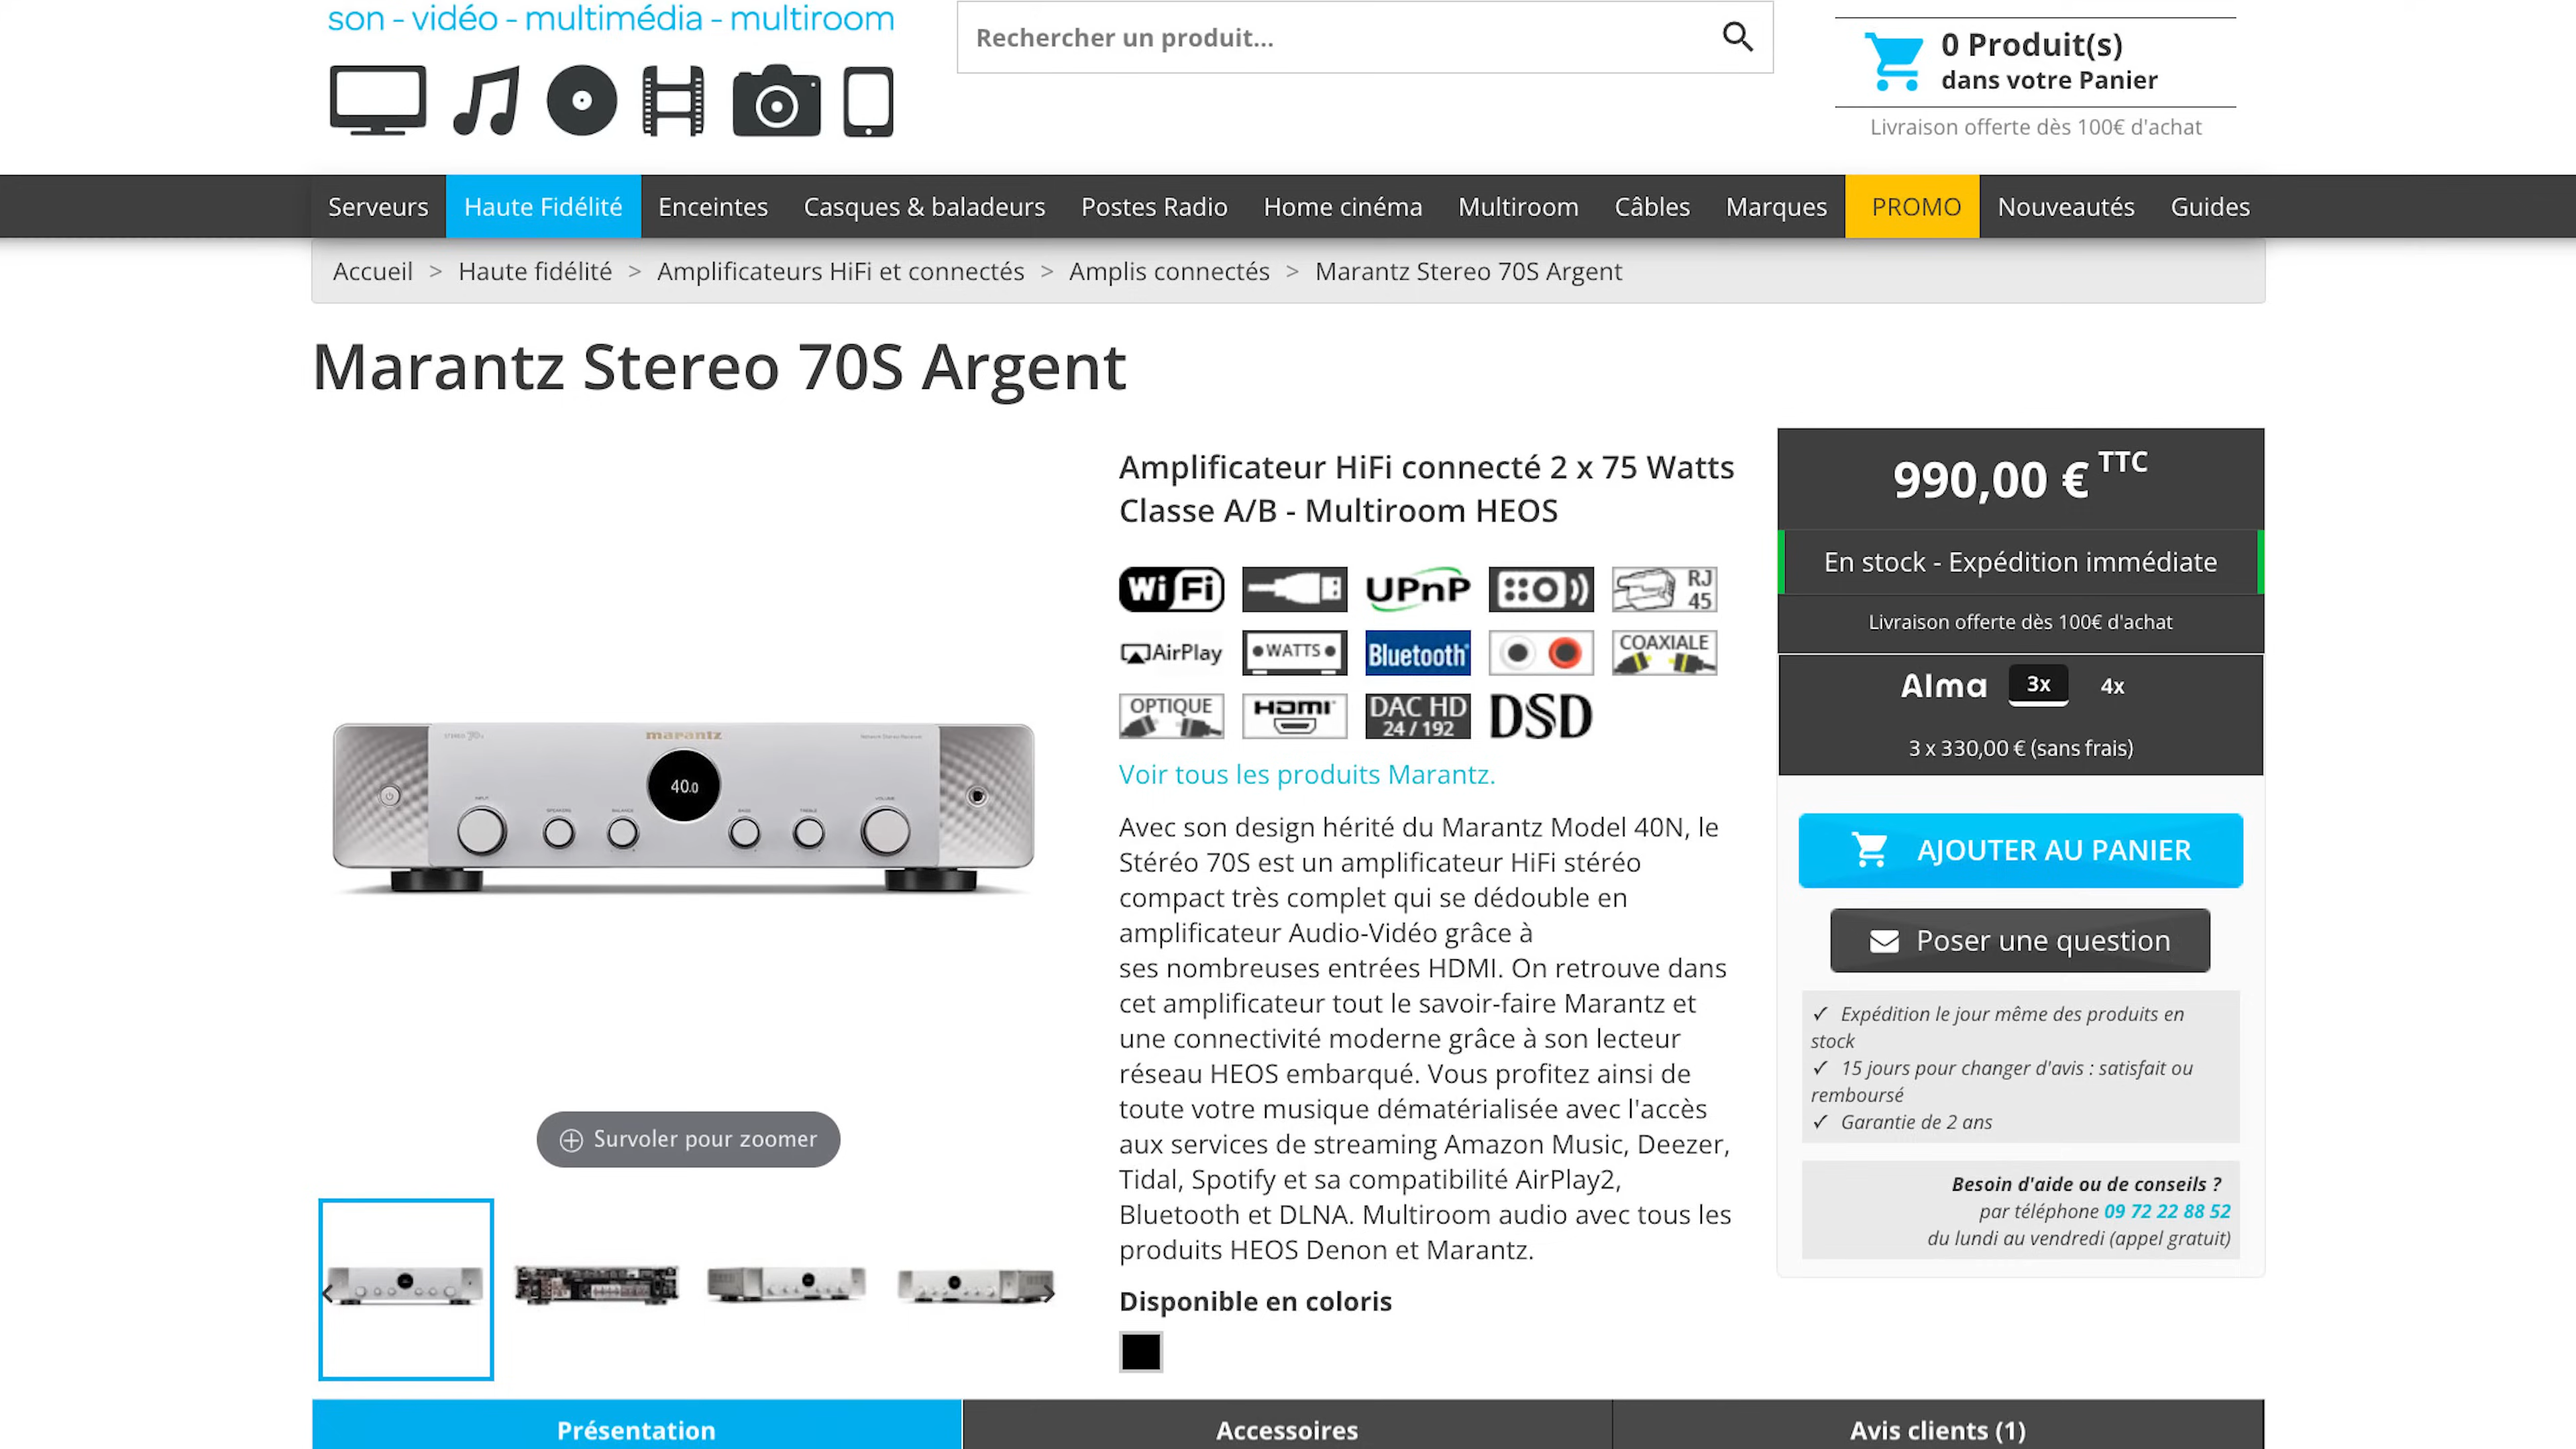 son - vidéo - multimédia - multiroom
Rechercher un produit...
0 Produit(s)
dans votre Panier
Livraison offerte dès 100€ d'achat
Serveurs Haute Fidélité Enceintes Casques & baladeurs Postes Radio Home cinéma Multiroom Câbles Marques PROMO Nouveautés Guides
Accueil > Haute fidélité > Amplificateurs HiFi et connectés > Amplis connectés > Marantz Stereo 70S Argent
Marantz Stereo 70S Argent
marantz
40.0
Survoler pour zoomer
Amplificateur HiFi connecté 2 x 75 Watts
Classe A/B - Multiroom HEOS
Wi Fi UPnP RJ 45
AirPlay WATTS Bluetooth COAXIALE
OPTIQUE HDMI DAC HD 24 / 192 DSD
Voir tous les produits Marantz.
Avec son design hérité du Marantz Model 40N, le
Stéréo 70S est un amplificateur HiFi stéréo
compact très complet qui se dédouble en
amplificateur Audio-Vidéo grâce à
ses nombreuses entrées HDMI. On retrouve dans
cet amplificateur tout le savoir-faire Marantz et
une connectivité moderne grâce à son lecteur
réseau HEOS embarqué. Vous profitez ainsi de
toute votre musique dématérialisée avec l'accès
aux services de streaming Amazon Music, Deezer,
Tidal, Spotify et sa compatibilité AirPlay2,
Bluetooth et DLNA. Multiroom audio avec tous les
produits HEOS Denon et Marantz.
Disponible en coloris
990,00 € TTC
En stock - Expédition immédiate
Livraison offerte dès 100€ d'achat
Alma 3x 4x
3 x 330,00 € (sans frais)
AJOUTER AU PANIER
Poser une question
✓ Expédition le jour même des produits en
stock
✓ 15 jours pour changer d'avis : satisfait ou
remboursé
✓ Garantie de 2 ans
Besoin d'aide ou de conseils ?
par téléphone 09 72 22 88 52
du lundi au vendredi (appel gratuit)
Présentation Accessoires Avis clients (1)